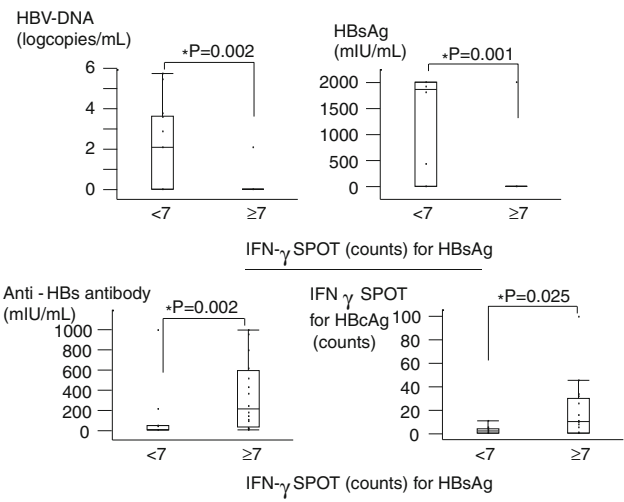 HBV-DNA
(logcopies/mL)
*P=0.002
6
4
2
0
<7
≥7
HBsAg
(mIU/mL)
*P=0.001
2000
1500
1000
500
0
<7
≥7
IFN-γ SPOT (counts) for HBsAg
Anti - HBs antibody
(mIU/mL)
*P=0.002
1000
800
600
400
200
0
<7
≥7
IFN γ SPOT
for HBcAg
(counts)
*P=0.025
100
80
60
40
20
0
<7
≥7
IFN-γ SPOT (counts) for HBsAg